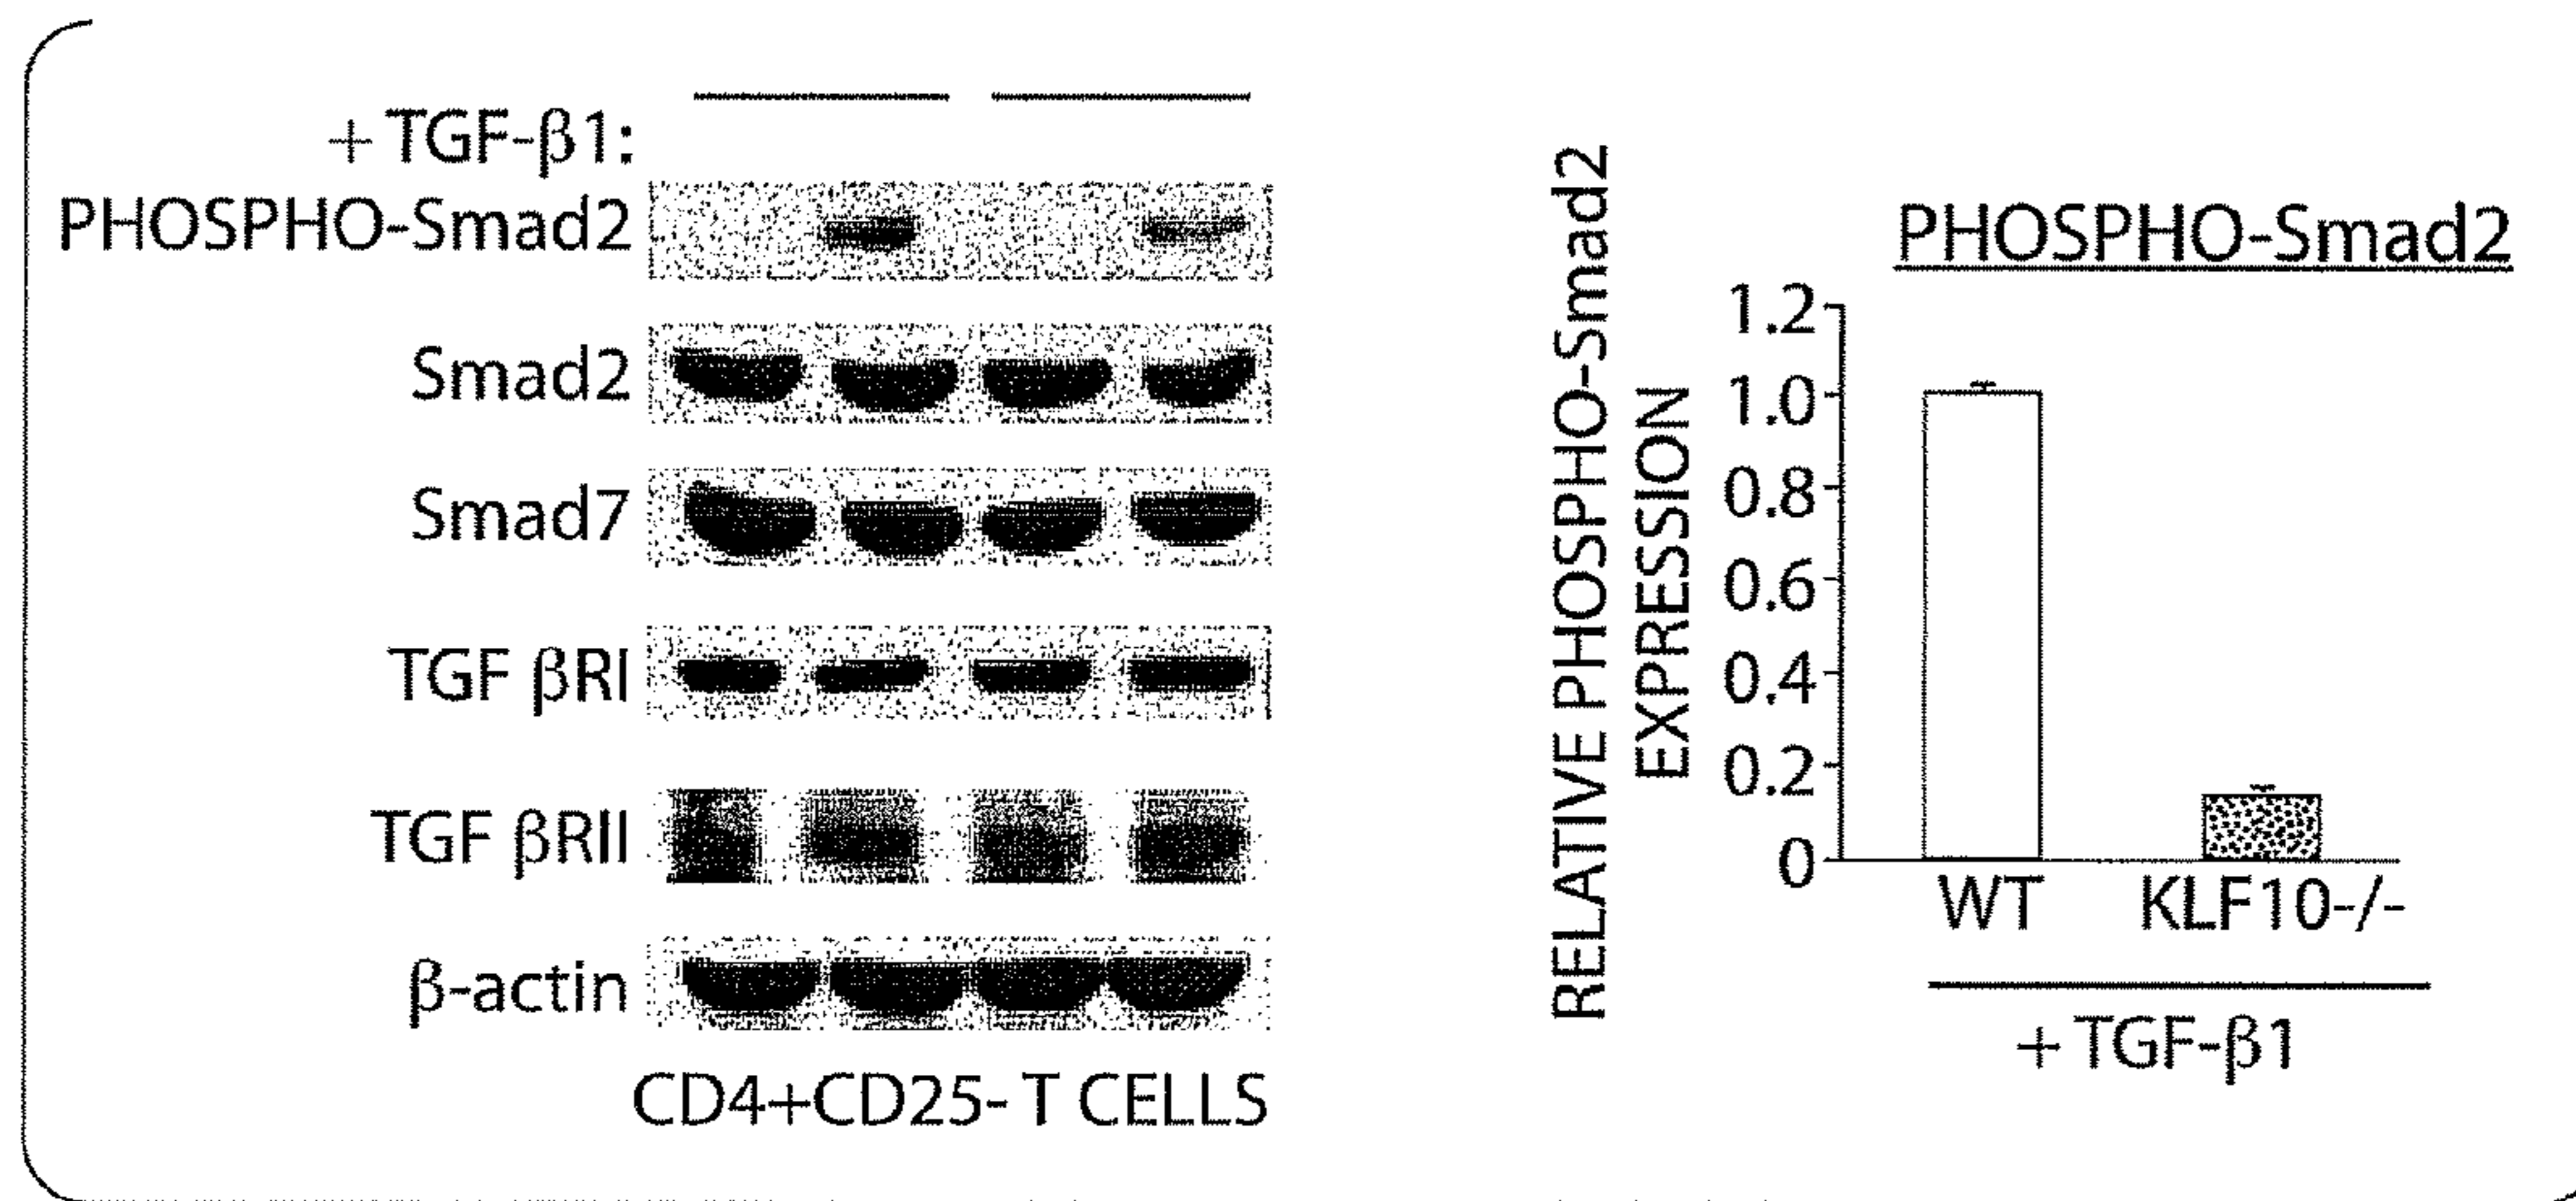 + TGF-β1:
PHOSPHO-Smad2
Smad2
Smad7
TGF βRI
TGF βRII
β-actin
CD4+CD25- T CELLS
RELATIVE PHOSPHO-Smad2
EXPRESSION
PHOSPHO-Smad2
1.2
1.0
0.8
0.6
0.4
0.2
0
WT KLF10-/-
+ TGF-β1